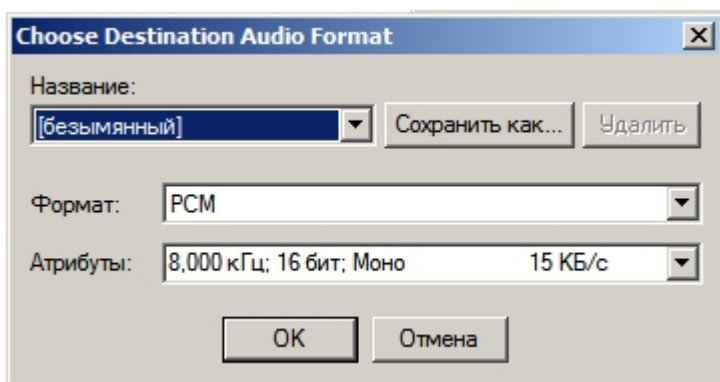 Choose Destination Audio Format
Название:
[безымянный] Сохранить как... Удалить
Формат: PCM
Атрибуты: 8,000 кГц; 16 бит; Моно 15 КБ/с
OK Отмена